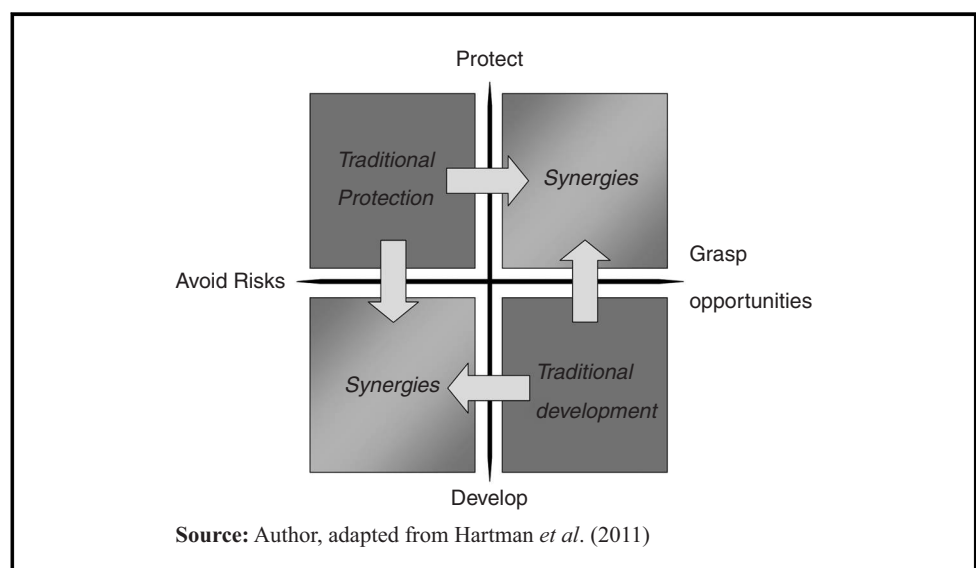 Protect
Traditional
Protection
Synergies
Avoid Risks
Grasp
opportunities
Synergies
Traditional
development
Develop
Source: Author, adapted from Hartman et al. (2011)